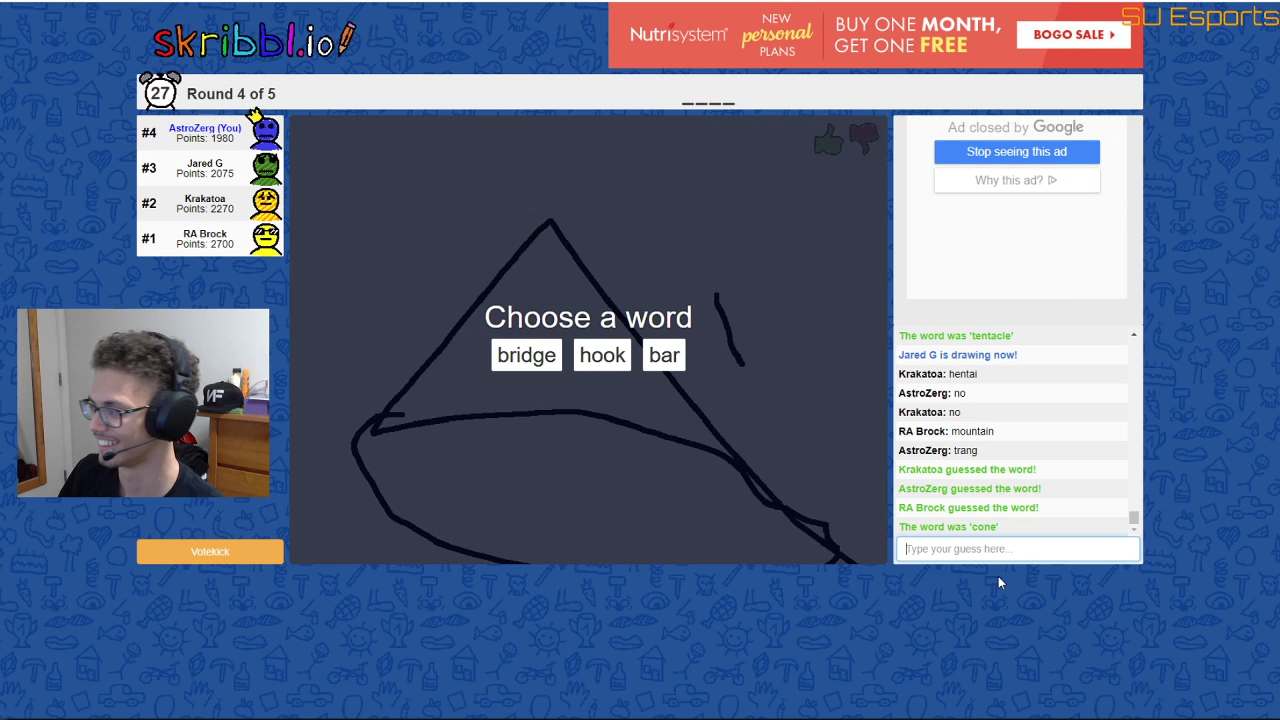 SU Esports
skribbl.io
Nutrisystem®
NEW
personal
PLANS
BUY ONE MONTH,
GET ONE FREE
BOGO SALE
27
Round 4 of 5
____
#4
AstroZerg (You)
Points: 1980
#3
Jared G
Points: 2075
#2
Krakatoa
Points: 2270
#1
RA Brock
Points: 2700
Votekick
NF
Choose a word
bridge
hook
bar
Ad closed by Google
Stop seeing this ad
Why this ad?
The word was 'tentacle'
Jared G is drawing now!
Krakatoa: hentai
AstroZerg: no
Krakatoa: no
RA Brock: mountain
AstroZerg: trang
Krakatoa guessed the word!
AstroZerg guessed the word!
RA Brock guessed the word!
The word was 'cone'
Type your guess here...